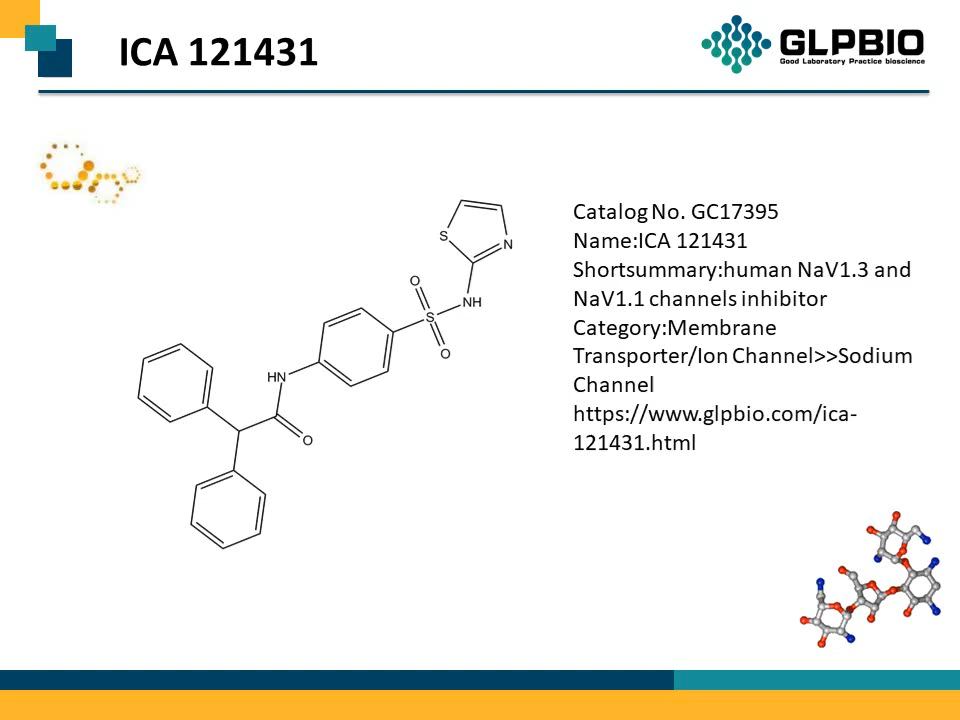 ICA 121431
GLPBIO
Good Laboratory Practice bioscience
S
N
O
S
NH
O
HN
O
Catalog No. GC17395
Name:ICA 121431
Shortsummary:human NaV1.3 and
NaV1.1 channels inhibitor
Category:Membrane
Transporter/Ion Channel>>Sodium
Channel
https://www.glpbio.com/ica-
121431.html